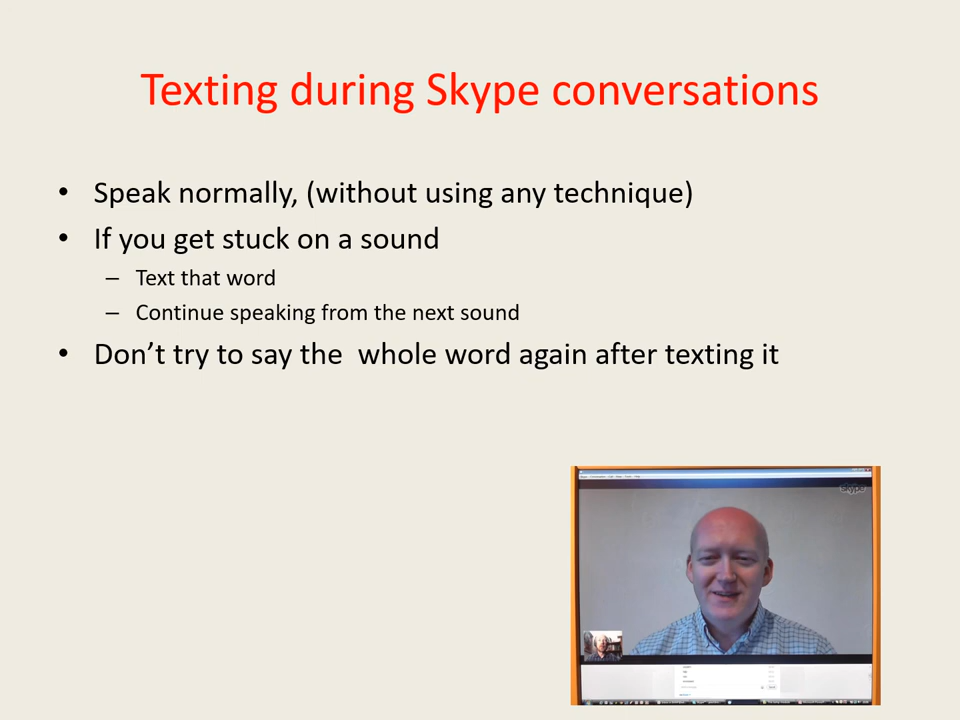 Texting during Skype conversations
• Speak normally, (without using any technique)
• If you get stuck on a sound
– Text that word
– Continue speaking from the next sound
• Don’t try to say the  whole word again after texting it
skype